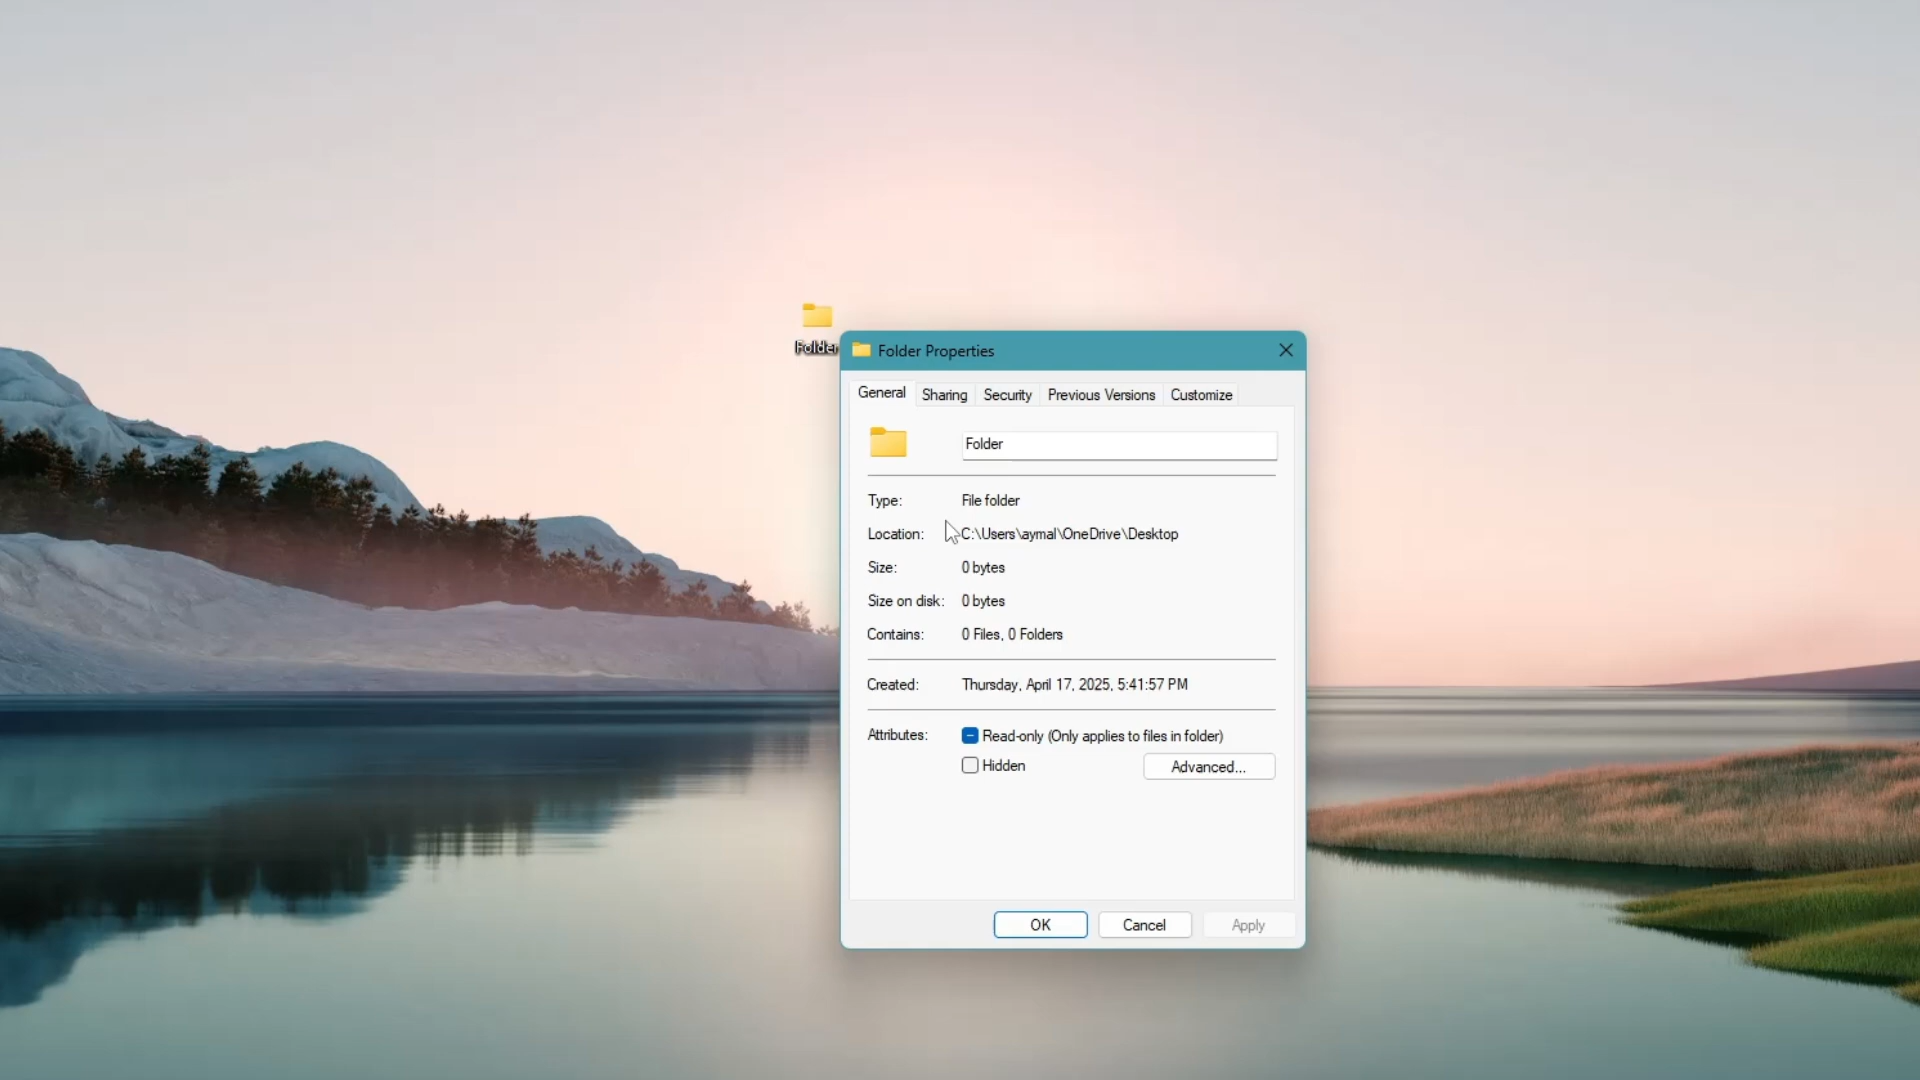 Folder
Folder Properties
General Sharing Security Previous Versions Customize
Folder
Type: File folder
Location: C:\Users\aymal\OneDrive\Desktop
Size: 0 bytes
Size on disk: 0 bytes
Contains: 0 Files, 0 Folders
Created: Thursday, April 17, 2025, 5:41:57 PM
Attributes: Read-only (Only applies to files in folder)
Hidden Advanced...
OK Cancel Apply